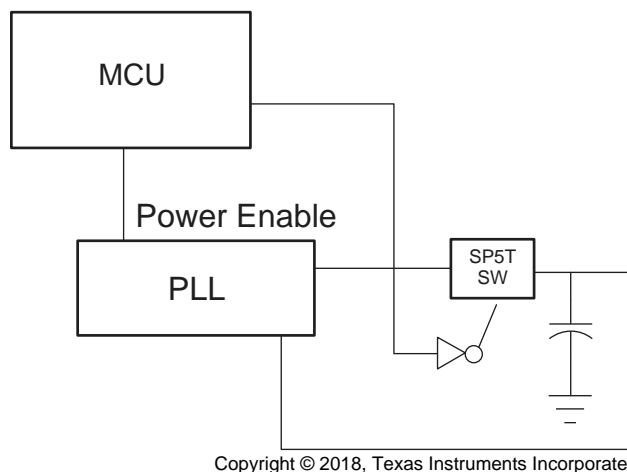 MCU
Power Enable
PLL
SP5T
SW
Copyright © 2018, Texas Instruments Incorporate